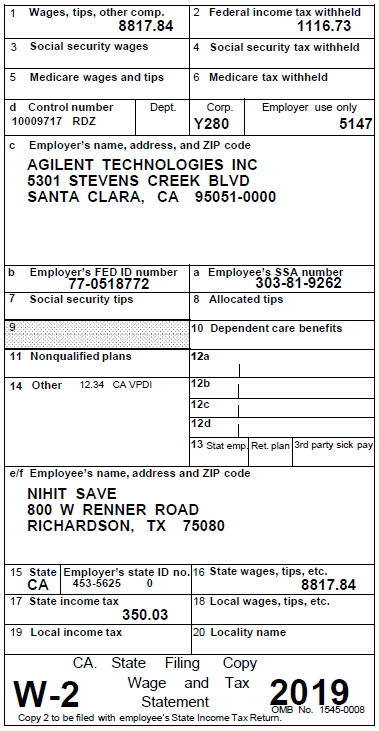 1 Wages, tips, other comp. 2 Federal income tax withheld
8817.84 1116.73
3 Social security wages 4 Social security tax withheld
5 Medicare wages and tips 6 Medicare tax withheld
d Control number Dept. Corp. Employer use only
10009717 RDZ Y280 5147
c Employer's name, address, and ZIP code
AGILENT TECHNOLOGIES INC
5301 STEVENS CREEK BLVD
SANTA CLARA, CA 95051-0000
b Employer's FED ID number a Employee's SSA number
77-0518772 303-81-9262
7 Social security tips 8 Allocated tips
9 10 Dependent care benefits
11 Nonqualified plans 12a
14 Other 12.34 CA VPDI 12b
12c
12d
13 Stat emp. Ret. plan 3rd party sick pay
e/f Employee's name, address and ZIP code
NIHIT SAVE
800 W RENNER ROAD
RICHARDSON, TX 75080
15 State Employer's state ID no. 16 State wages, tips, etc.
CA 453-5625 0 8817.84
17 State income tax 18 Local wages, tips, etc.
350.03
19 Local income tax 20 Locality name
CA. State Filing Copy
W-2 Wage and Tax Statement 2019
OMB No. 1545-0008
Copy 2 to be filed with employee's State Income Tax Return.